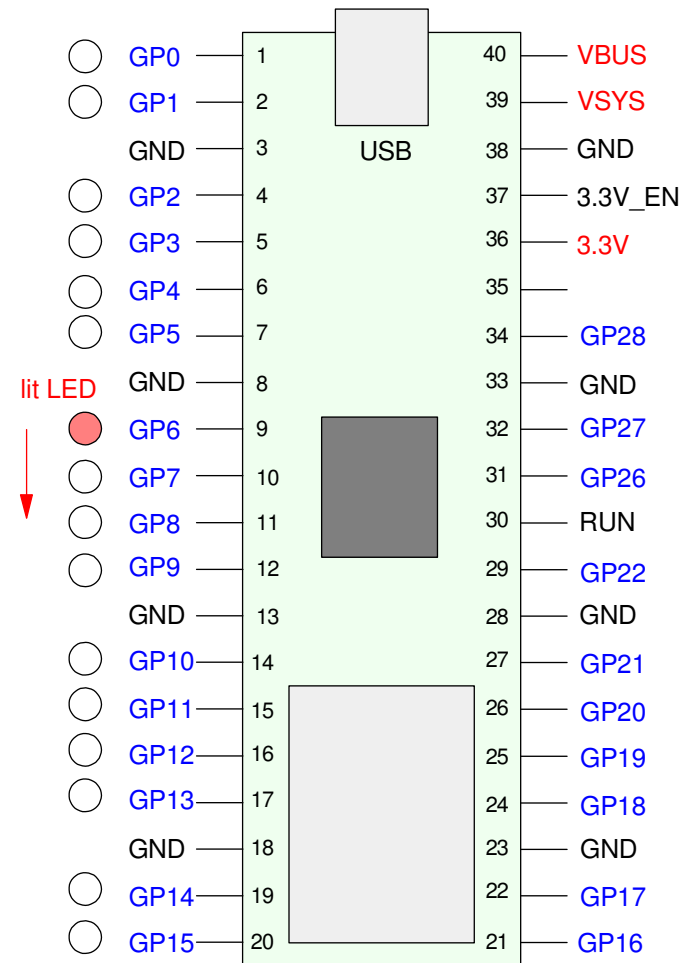 GP0 1 40 VBUS
GP1 2 39 VSYS
GND 3 USB 38 GND
GP2 4 37 3.3V_EN
GP3 5 36 3.3V
GP4 6 35
GP5 7 34 GP28
lit LED GND 8 33 GND
GP6 9 32 GP27
GP7 10 31 GP26
GP8 11 30 RUN
GP9 12 29 GP22
GND 13 28 GND
GP10 14 27 GP21
GP11 15 26 GP20
GP12 16 25 GP19
GP13 17 24 GP18
GND 18 23 GND
GP14 19 22 GP17
GP15 20 21 GP16